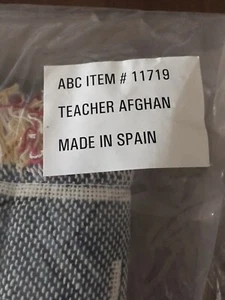 ABC ITEM # 11719
TEACHER AFGHAN
MADE IN SPAIN